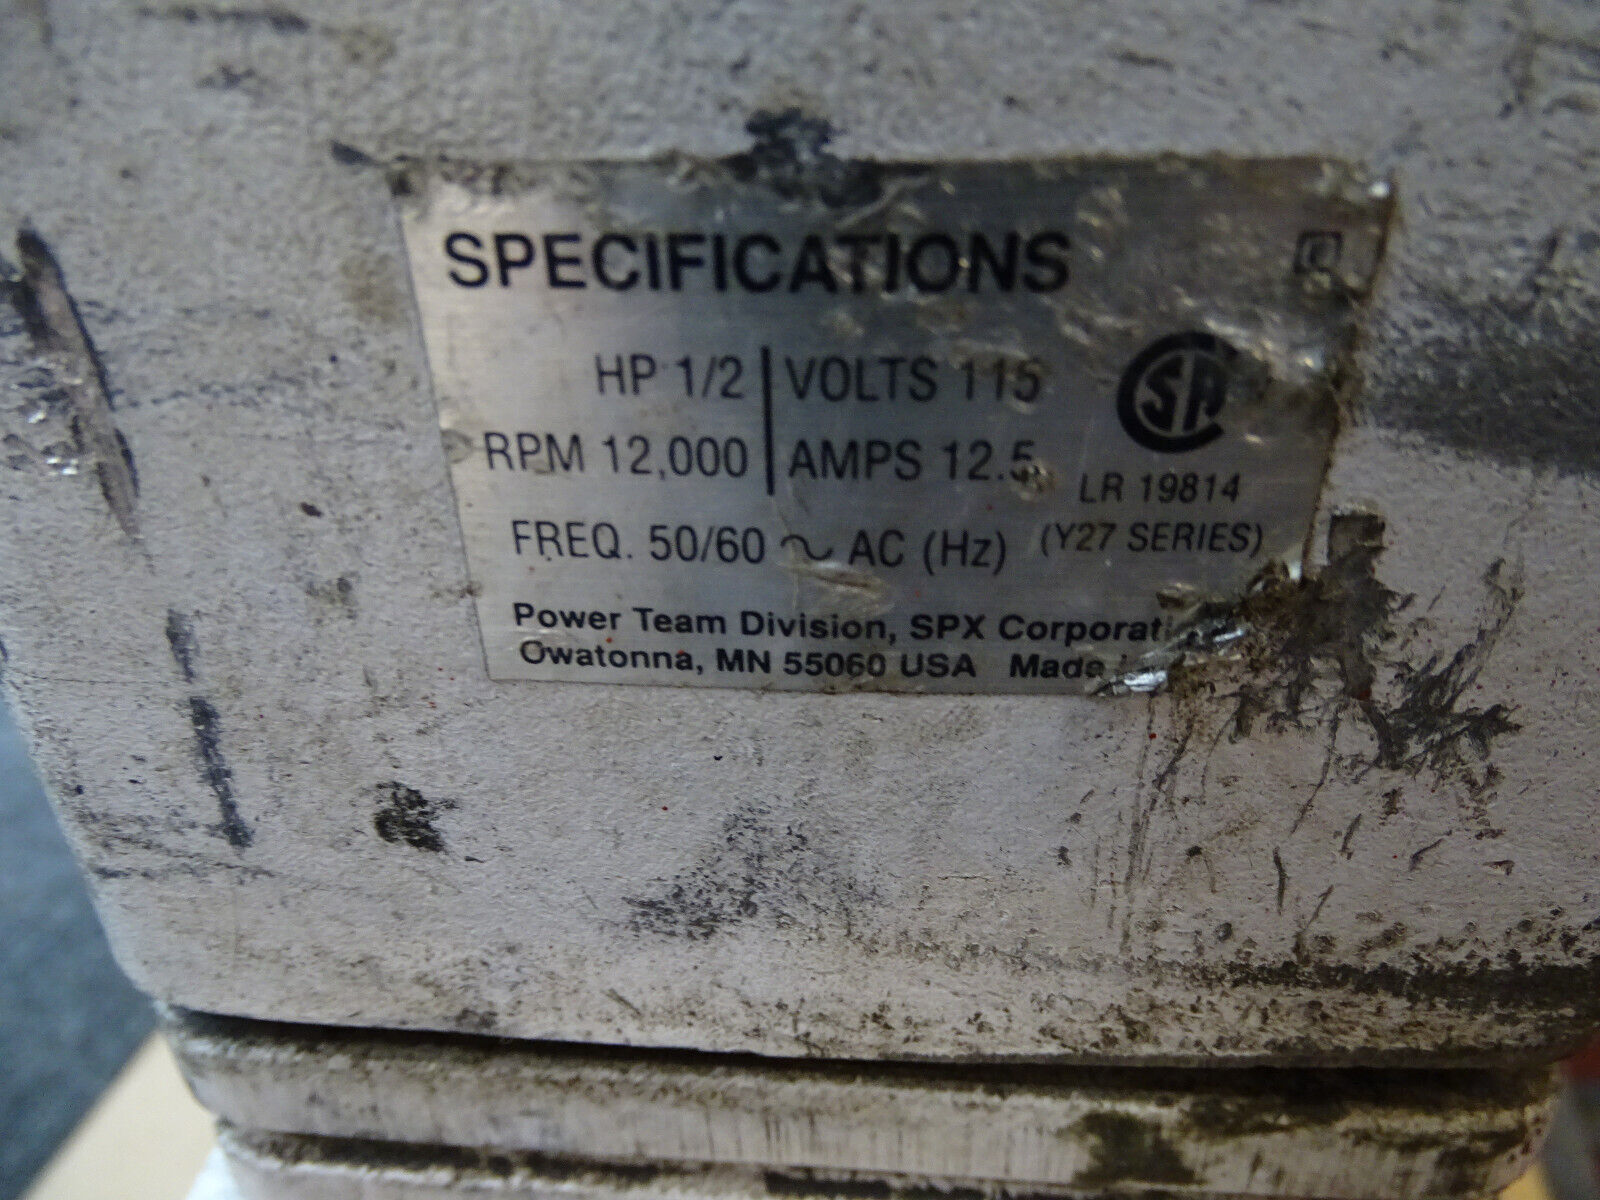 SPECIFICATIONS
HP 1/2 | VOLTS 115
RPM 12,000 | AMPS 12.5
SA
LR 19814
FREQ. 50/60 ~ AC (Hz) (Y27 SERIES)
Power Team Division, SPX Corporati
Owatonna, MN 55060 USA Made